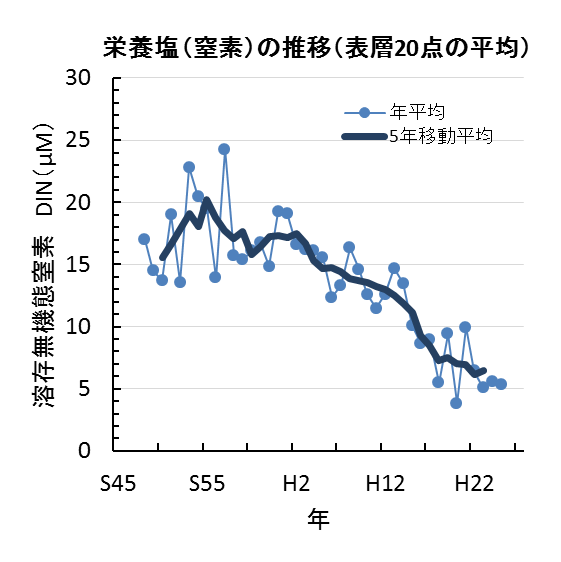 栄養塩（窒素）の推移（表層20点の平均）
溶存無機態窒素　DIN（μM）
30
25
20
15
10
5
0
年平均
5年移動平均
S45 S55 H2 H12 H22
年